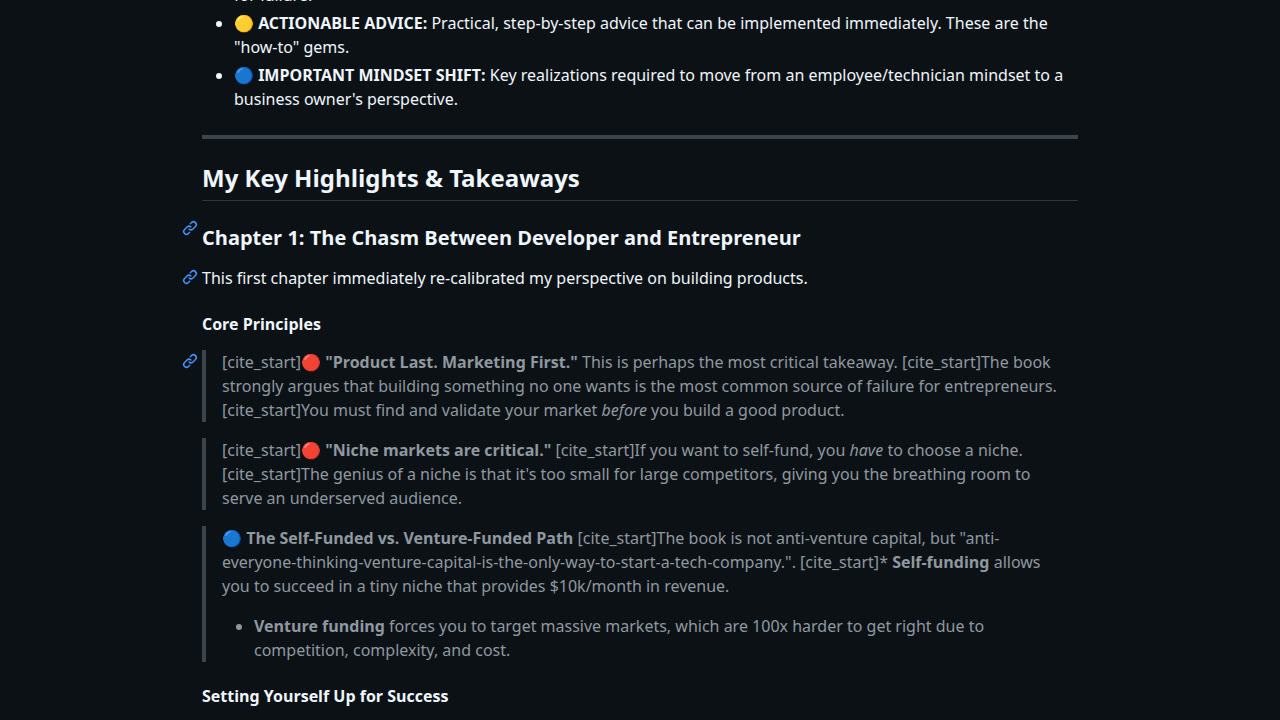 🟡 ACTIONABLE ADVICE: Practical, step-by-step advice that can be implemented immediately. These are the
"how-to" gems.
🔵 IMPORTANT MINDSET SHIFT: Key realizations required to move from an employee/technician mindset to a
business owner's perspective.
My Key Highlights & Takeaways
Chapter 1: The Chasm Between Developer and Entrepreneur
This first chapter immediately re-calibrated my perspective on building products.
Core Principles
[cite_start]🔴 "Product Last. Marketing First." This is perhaps the most critical takeaway. [cite_start]The book
strongly argues that building something no one wants is the most common source of failure for entrepreneurs.
[cite_start]You must find and validate your market before you build a good product.
[cite_start]🔴 "Niche markets are critical." [cite_start]If you want to self-fund, you have to choose a niche.
[cite_start]The genius of a niche is that it's too small for large competitors, giving you the breathing room to
serve an underserved audience.
🔵 The Self-Funded vs. Venture-Funded Path [cite_start]The book is not anti-venture capital, but "anti-
everyone-thinking-venture-capital-is-the-only-way-to-start-a-tech-company.". [cite_start]* Self-funding allows
you to succeed in a tiny niche that provides $10k/month in revenue.
Venture funding forces you to target massive markets, which are 100x harder to get right due to
competition, complexity, and cost.
Setting Yourself Up for Success